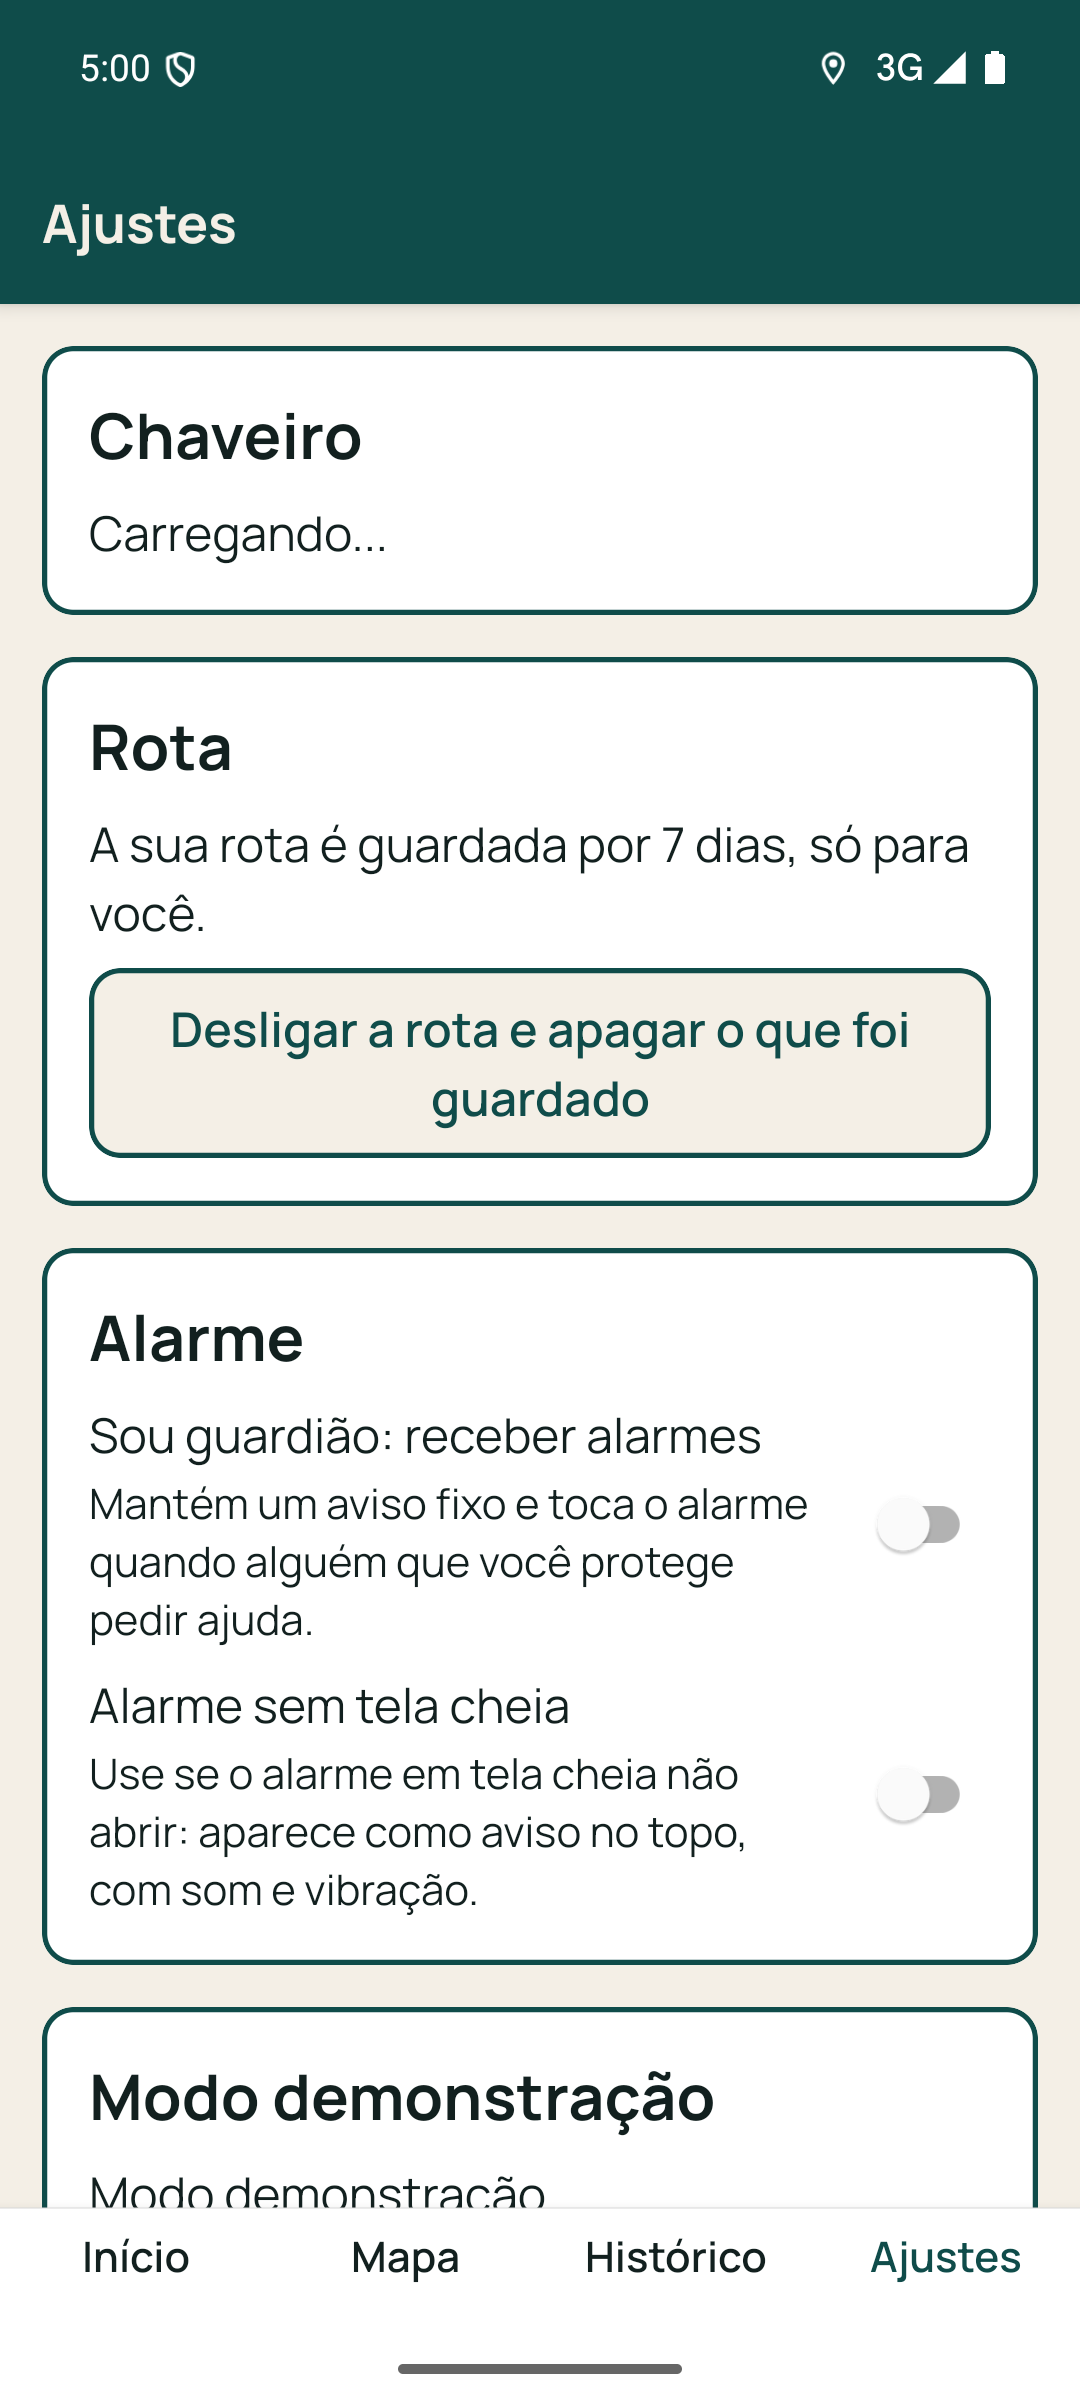 5:00
3G
Ajustes
Chaveiro
Carregando...
Rota
A sua rota é guardada por 7 dias, só para
você.
Desligar a rota e apagar o que foi
guardado
Alarme
Sou guardião: receber alarmes
Mantém um aviso fixo e toca o alarme
quando alguém que você protege
pedir ajuda.
Alarme sem tela cheia
Use se o alarme em tela cheia não
abrir: aparece como aviso no topo,
com som e vibração.
Modo demonstração
Modo demonstração
Início
Mapa
Histórico
Ajustes